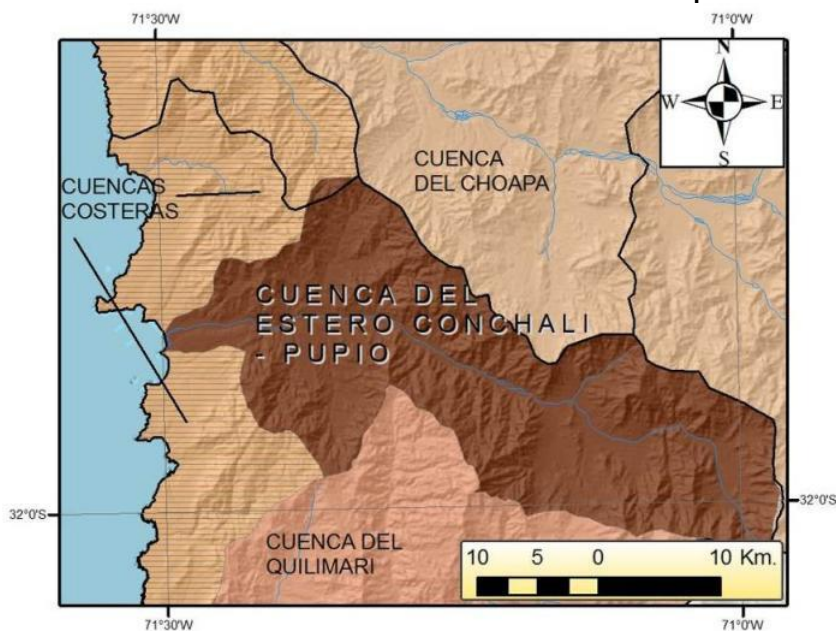 71°30'W
71°0'W
N
W
E
S
CUENCA
DEL CHOAPA
CUENCAS
COSTERAS
CUENCA DEL
ESTERO CONCHALI
- PUPIO
32°0'S
32°0'S
CUENCA DEL
QUILIMARI
10 5 0 10 Km.
71°30'W
71°0'W